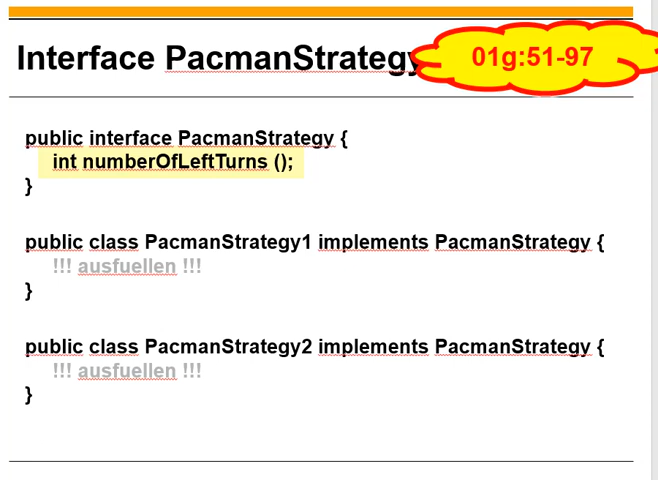 Interface PacmanStrategy
01g:51-97
public interface PacmanStrategy {
int numberOfLeftTurns ();
}
public class PacmanStrategy1 implements PacmanStrategy {
!!! ausfuellen !!!
}
public class PacmanStrategy2 implements PacmanStrategy {
!!! ausfuellen !!!
}